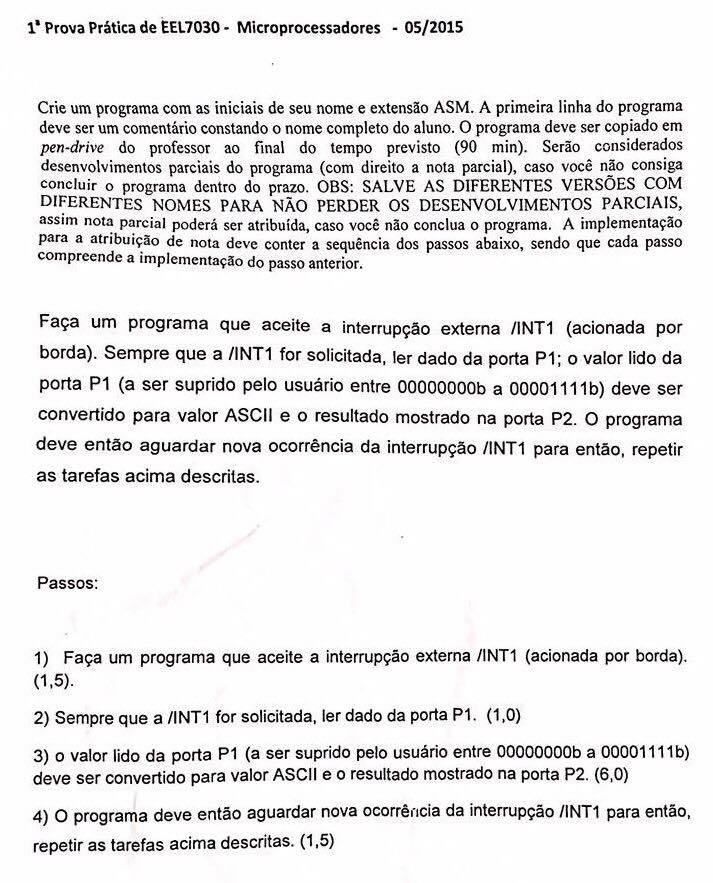 1ª Prova Prática de EEL7030 - Microprocessadores - 05/2015
Crie um programa com as iniciais de seu nome e extensão ASM. A primeira linha do programa
deve ser um comentário constando o nome completo do aluno. O programa deve ser copiado em
pen-drive do professor ao final do tempo previsto (90 min). Serão considerados
desenvolvimentos parciais do programa (com direito a nota parcial), caso você não consiga
concluir o programa dentro do prazo. OBS: SALVE AS DIFERENTES VERSÕES COM
DIFERENTES NOMES PARA NÃO PERDER OS DESENVOLVIMENTOS PARCIAIS,
assim nota parcial poderá ser atribuída, caso você não conclua o programa. A implementação
para a atribuição de nota deve conter a sequência dos passos abaixo, sendo que cada passo
compreende a implementação do passo anterior.
Faça um programa que aceite a interrupção externa /INT1 (acionada por
borda). Sempre que a /INT1 for solicitada, ler dado da porta P1; o valor lido da
porta P1 (a ser suprido pelo usuário entre 00000000b a 00001111b) deve ser
convertido para valor ASCII e o resultado mostrado na porta P2. O programa
deve então aguardar nova ocorrência da interrupção /INT1 para então, repetir
as tarefas acima descritas.
Passos:
1) Faça um programa que aceite a interrupção externa /INT1 (acionada por borda).
(1,5).
2) Sempre que a /INT1 for solicitada, ler dado da porta P1. (1,0)
3) o valor lido da porta P1 (a ser suprido pelo usuário entre 00000000b a 00001111b)
deve ser convertido para valor ASCII e o resultado mostrado na porta P2. (6,0)
4) O programa deve então aguardar nova ocorrência da interrupção /INT1 para então,
repetir as tarefas acima descritas. (1,5)